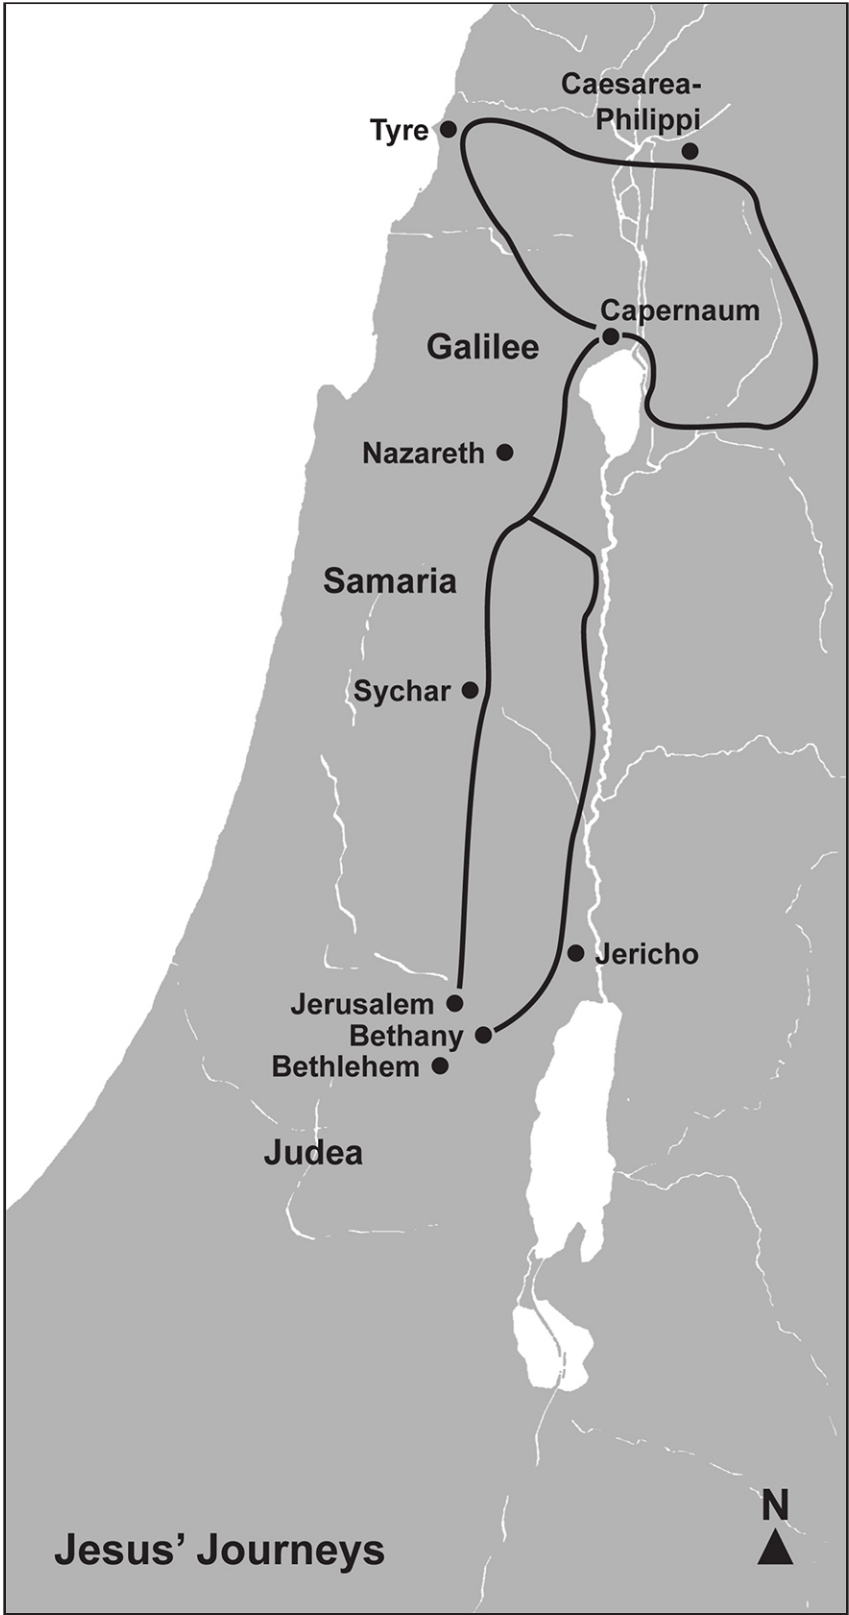 Caesarea-
Philippi
Tyre
Capernaum
Galilee
Nazareth
Samaria
Sychar
Jericho
Jerusalem
Bethany
Bethlehem
Judea
N
Jesus’ Journeys